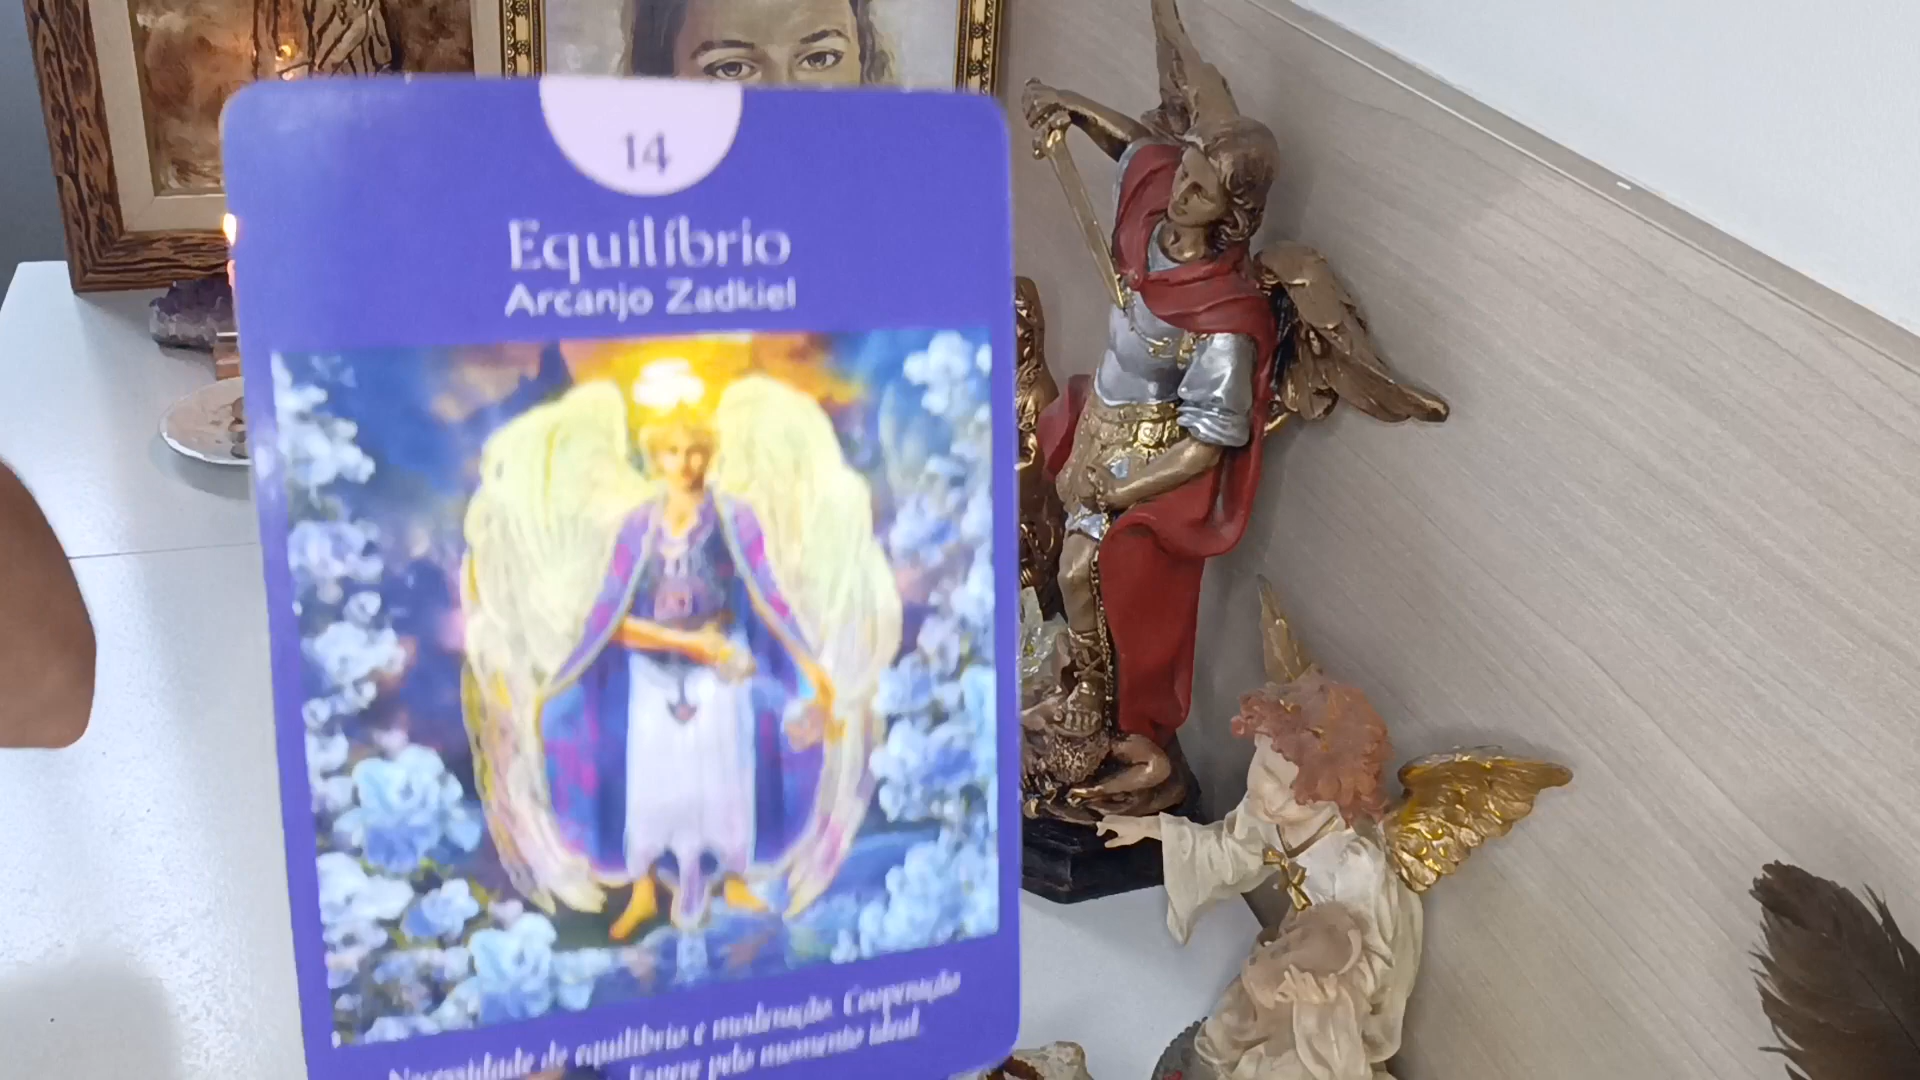 14
Equilíbrio
Arcanjo Zadkiel
Necessidade de equilíbrio e moderação. Cooperação
Espere pelo momento ideal.